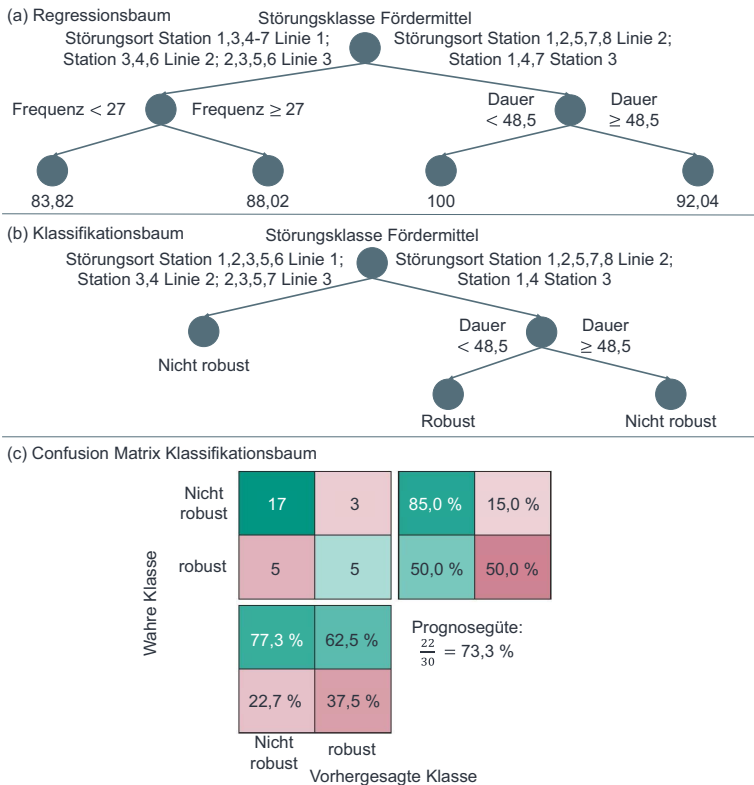 (a) Regressionsbaum
Störungsklasse Fördermittel
Störungsort Station 1,3,4-7 Linie 1;
Station 3,4,6 Linie 2; 2,3,5,6 Linie 3
Störungsort Station 1,2,5,7,8 Linie 2;
Station 1,4,7 Station 3
Frequenz < 27
Frequenz ≥ 27
Dauer
< 48,5
Dauer
≥ 48,5
83,82
88,02
100
92,04
(b) Klassifikationsbaum
Störungsklasse Fördermittel
Störungsort Station 1,2,3,5,6 Linie 1;
Station 3,4 Linie 2; 2,3,5,7 Linie 3
Störungsort Station 1,2,5,7,8 Linie 2;
Station 1,4 Station 3
Nicht robust
Dauer
< 48,5
Dauer
≥ 48,5
Robust
Nicht robust
(c) Confusion Matrix Klassifikationsbaum
Wahre Klasse
Nicht
robust
17
3
85,0 %
15,0 %
robust
5
5
50,0 %
50,0 %
77,3 %
62,5 %
22,7 %
37,5 %
Prognosegüte:
22/30 = 73,3 %
Nicht
robust
robust
Vorhergesagte Klasse